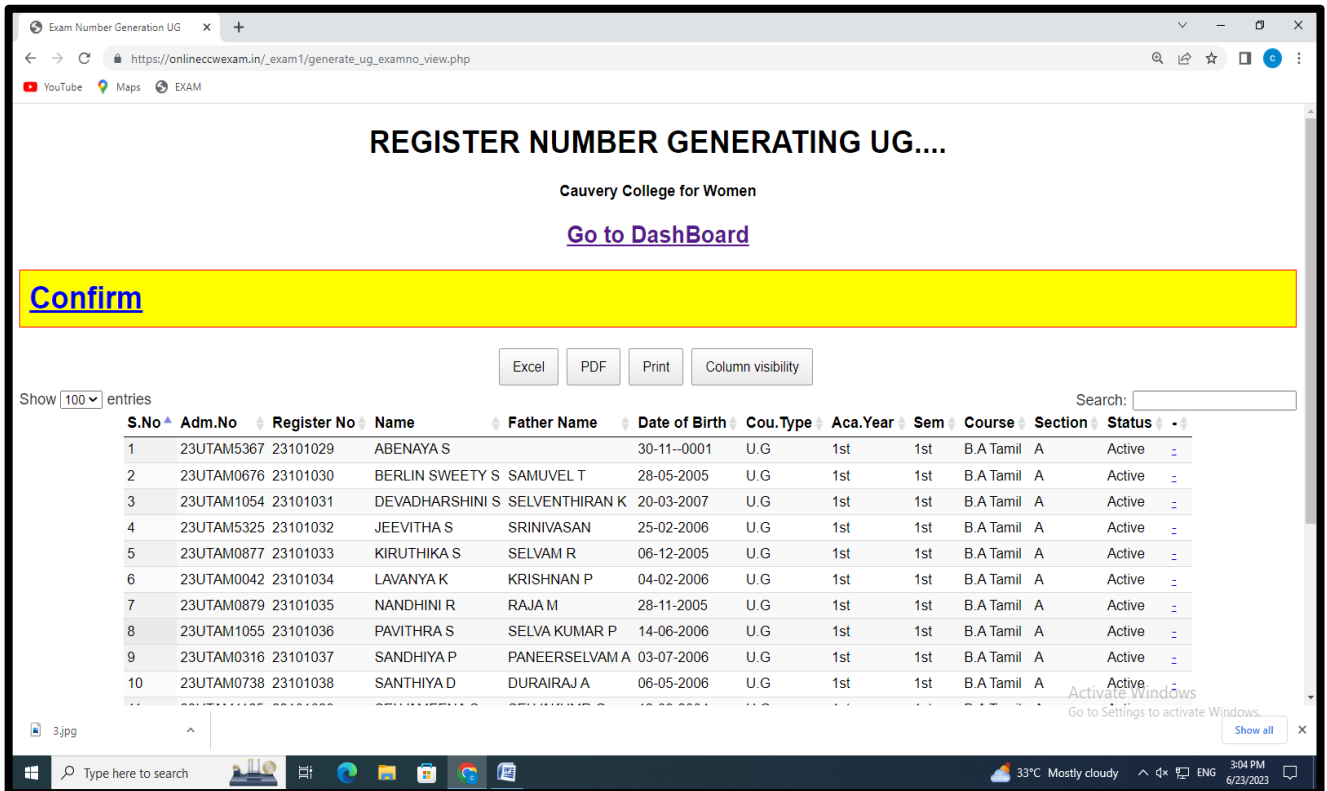 Exam Number Generation UG
https://onlineccwexam.in/_exam1/generate_ug_examno_view.php
YouTube Maps EXAM
REGISTER NUMBER GENERATING UG....
Cauvery College for Women
Go to DashBoard
Confirm
Excel PDF Print Column visibility
Show 100 entries Search:
S.No Adm.No Register No Name Father Name Date of Birth Cou.Type Aca.Year Sem Course Section Status -
1 23UTAM5367 23101029 ABENAYA S 30-11--0001 U.G 1st 1st B.A Tamil A Active -
2 23UTAM0676 23101030 BERLIN SWEETY S SAMUVEL T 28-05-2005 U.G 1st 1st B.A Tamil A Active -
3 23UTAM1054 23101031 DEVADHARSHINI S SELVENTHIRAN K 20-03-2007 U.G 1st 1st B.A Tamil A Active -
4 23UTAM5325 23101032 JEEVITHA S SRINIVASAN 25-02-2006 U.G 1st 1st B.A Tamil A Active -
5 23UTAM0877 23101033 KIRUTHIKA S SELVAM R 06-12-2005 U.G 1st 1st B.A Tamil A Active -
6 23UTAM0042 23101034 LAVANYA K KRISHNAN P 04-02-2006 U.G 1st 1st B.A Tamil A Active -
7 23UTAM0879 23101035 NANDHINI R RAJA M 28-11-2005 U.G 1st 1st B.A Tamil A Active -
8 23UTAM1055 23101036 PAVITHRA S SELVA KUMAR P 14-06-2006 U.G 1st 1st B.A Tamil A Active -
9 23UTAM0316 23101037 SANDHIYA P PANEERSELVAM A 03-07-2006 U.G 1st 1st B.A Tamil A Active -
10 23UTAM0738 23101038 SANTHIYA D DURAIRAJ A 06-05-2006 U.G 1st 1st B.A Tamil A Active -
Activate Windows
Go to Settings to activate Windows.
3.jpg Show all
Type here to search 33°C Mostly cloudy ENG 3:04 PM
6/23/2023